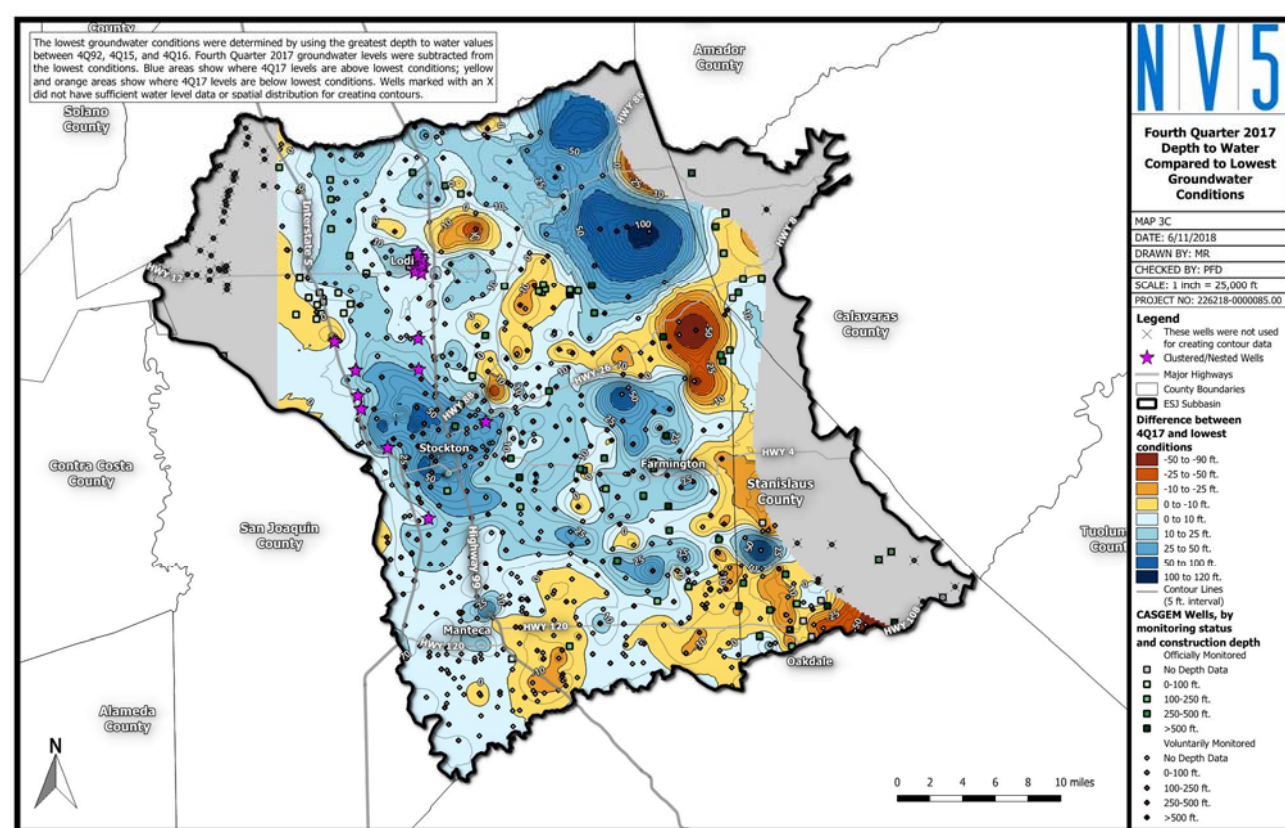 County
The lowest groundwater conditions were determined by using the greatest depth to water values
between 4Q92, 4Q15, and 4Q16. Fourth Quarter 2017 groundwater levels were subtracted from
the lowest conditions. Blue areas show where 4Q17 levels are above lowest conditions; yellow
and orange areas show where 4Q17 levels are below lowest conditions. Wells marked with an X
did not have sufficient water level data or spatial distribution for creating contours.
Amador
County
Solano
County
HWY 88
Interstate 5
HWY 12
Lodi
HWY 8
Calaveras
County
HWY 26
HWY 88
Stockton
Farmington
HWY 4
Stanislaus
County
Contra Costa
County
San Joaquin
County
Tuolum
Count
Highway 99
Manteca
HWY 120
HWY 120
HWY 108
Oakdale
Alameda
County
N
0 2 4 6 8 10 miles
NV5
Fourth Quarter 2017
Depth to Water
Compared to Lowest
Groundwater
Conditions
MAP 3C
DATE: 6/11/2018
DRAWN BY: MR
CHECKED BY: PFD
SCALE: 1 inch = 25,000 ft
PROJECT NO: 226218-0000085.00
Legend
These wells were not used
for creating contour data
Clustered/Nested Wells
Major Highways
County Boundaries
ESJ Subbasin
Difference between
4Q17 and lowest
conditions
-50 to -90 ft.
-25 to -50 ft.
-10 to -25 ft.
0 to -10 ft.
0 to 10 ft.
10 to 25 ft.
25 to 50 ft.
50 to 100 ft.
100 to 120 ft.
Contour Lines
(5 ft. interval)
CASGEM Wells, by
monitoring status
and construction depth
Officially Monitored
No Depth Data
0-100 ft.
100-250 ft.
250-500 ft.
>500 ft.
Voluntarily Monitored
No Depth Data
0-100 ft.
100-250 ft.
250-500 ft.
>500 ft.